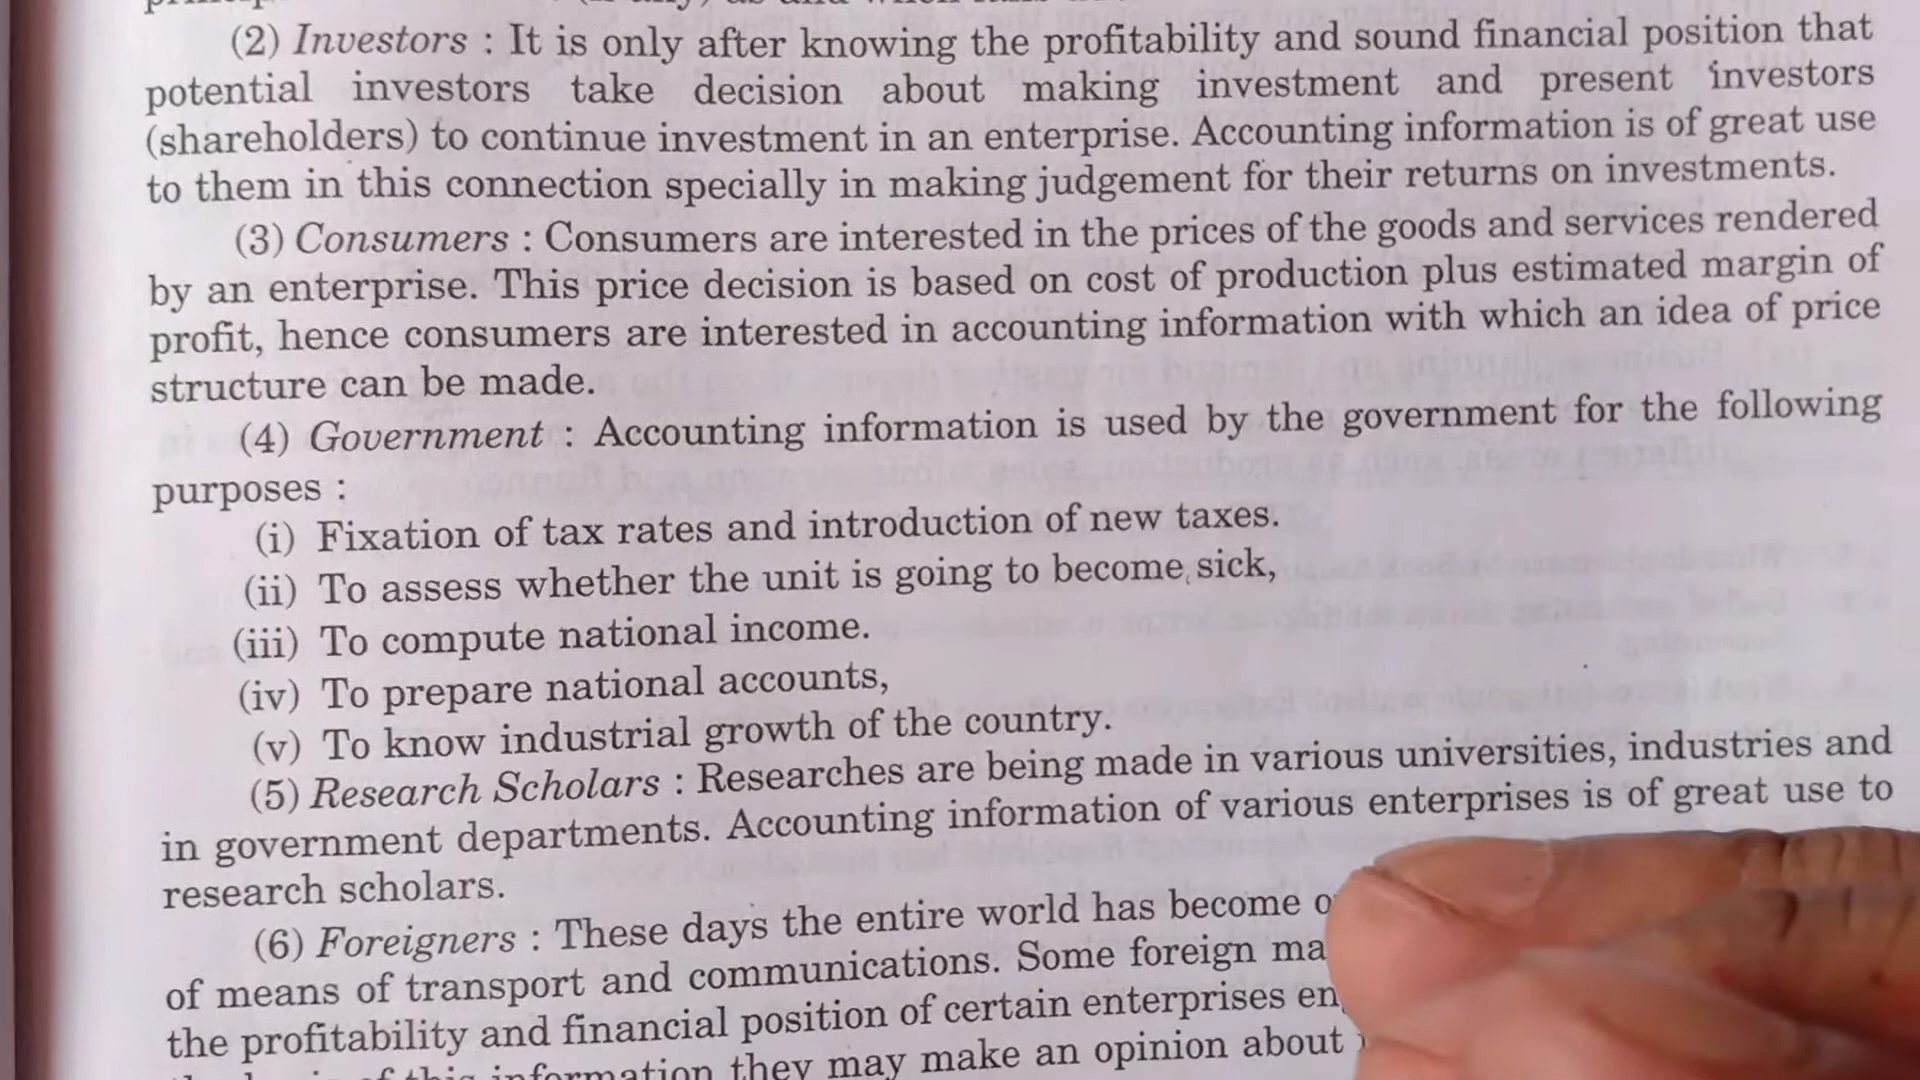 (2) Investors : It is only after knowing the profitability and sound financial position that
potential investors take decision about making investment and present investors
(shareholders) to continue investment in an enterprise. Accounting information is of great use
to them in this connection specially in making judgement for their returns on investments.
(3) Consumers : Consumers are interested in the prices of the goods and services rendered
by an enterprise. This price decision is based on cost of production plus estimated margin of
profit, hence consumers are interested in accounting information with which an idea of price
structure can be made.
(4) Government : Accounting information is used by the government for the following
purposes :
(i) Fixation of tax rates and introduction of new taxes.
(ii) To assess whether the unit is going to become sick,
(iii) To compute national income.
(iv) To prepare national accounts,
(v) To know industrial growth of the country.
(5) Research Scholars : Researches are being made in various universities, industries and
in government departments. Accounting information of various enterprises is of great use to
research scholars.
(6) Foreigners : These days the entire world has become
of means of transport and communications. Some foreign
the profitability and financial position of certain enterprises
of this information they may make an opinion about